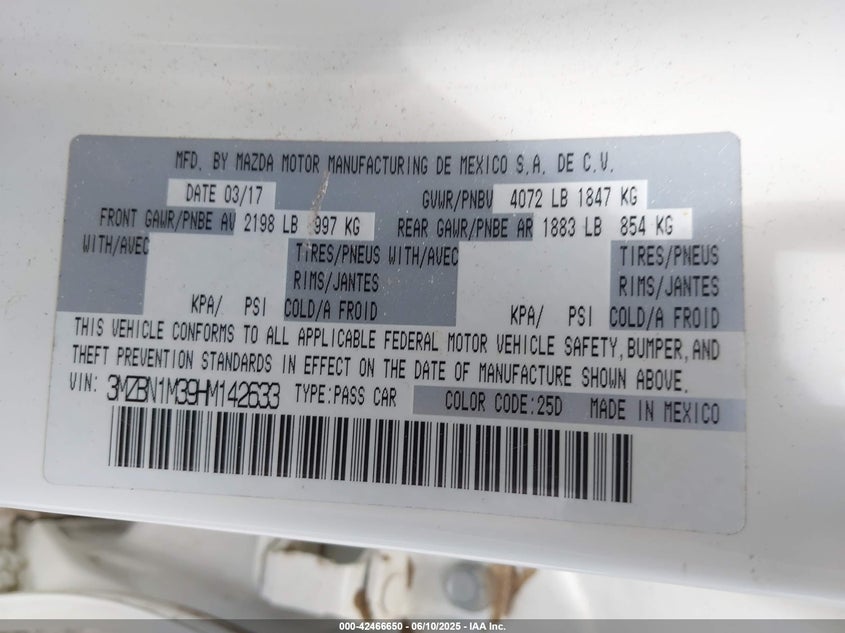 MFD. BY MAZDA MOTOR MANUFACTURING DE MEXICO S.A. DE C.V.
DATE 03/17 GVWR/PNBV 4072 LB 1847 KG
FRONT GAWR/PNBE AV 2198 LB 997 KG REAR GAWR/PNBE AR 1883 LB 854 KG
WITH/AVEC TIRES/PNEUS WITH/AVEC TIRES/PNEUS
RIMS/JANTES RIMS/JANTES
KPA/ PSI COLD/A FROID KPA/ PSI COLD/A FROID
THIS VEHICLE CONFORMS TO ALL APPLICABLE FEDERAL MOTOR VEHICLE SAFETY, BUMPER, AND
THEFT PREVENTION STANDARDS IN EFFECT ON THE DATE OF MANUFACTURE SHOWN ABOVE.
VIN: 3MZBN1M39HM142633 TYPE:PASS CAR COLOR CODE:25D MADE IN MEXICO
000-42466650 / 06/10/2025 - IAA Inc.